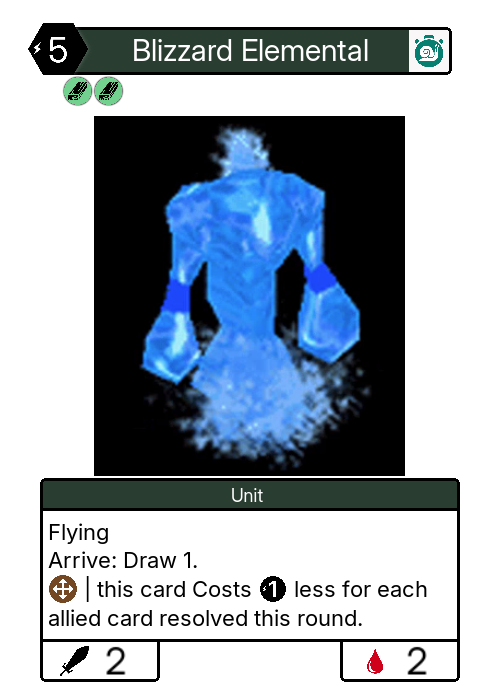 5
Blizzard Elemental
Unit
Flying
Arrive: Draw 1.
| this card Costs 1 less for each
allied card resolved this round.
2
2